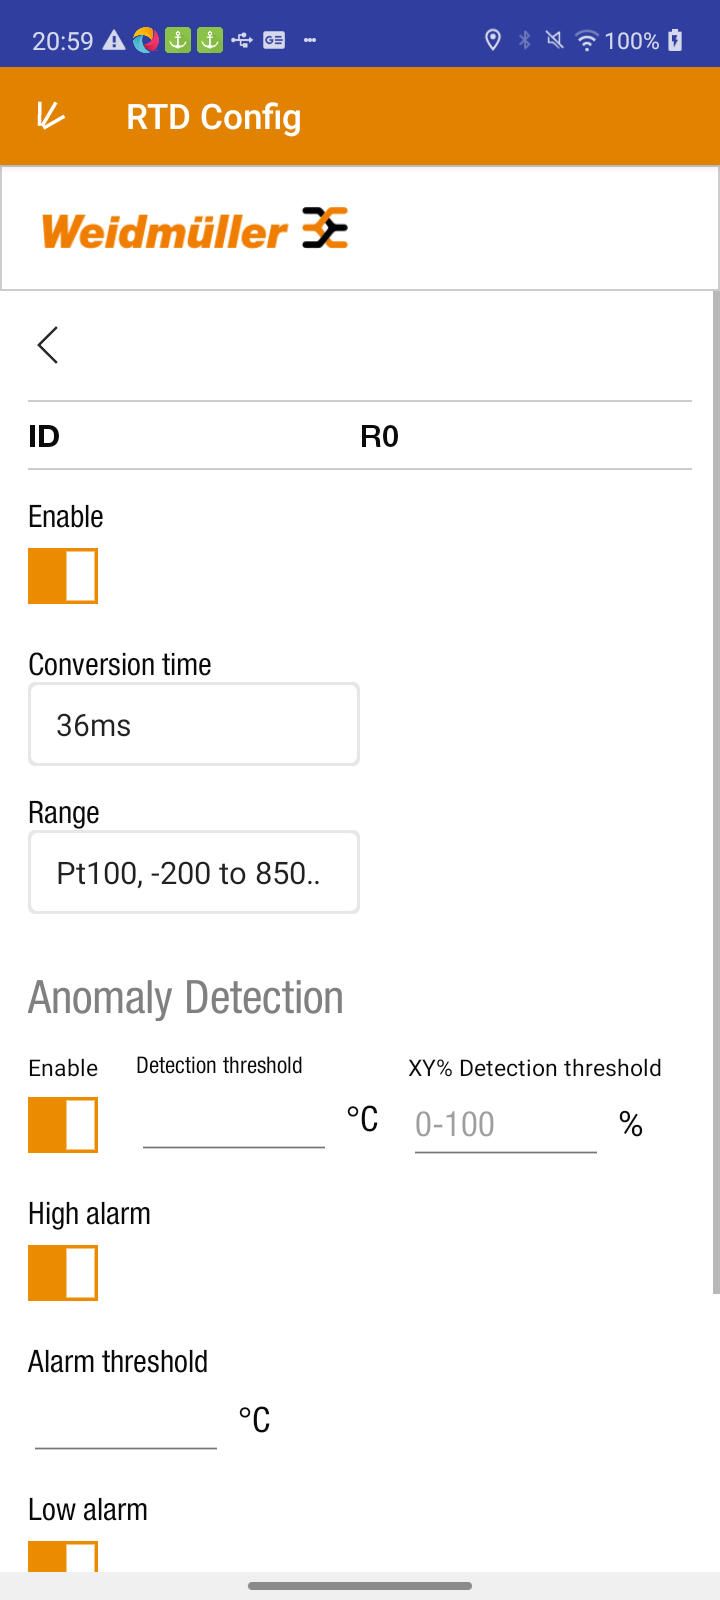 20:59
100%
RTD Config
Weidmüller
ID R0
Enable
Conversion time
36ms
Range
Pt100, -200 to 850..
Anomaly Detection
Enable Detection threshold XY% Detection threshold
°C 0-100 %
High alarm
Alarm threshold
°C
Low alarm